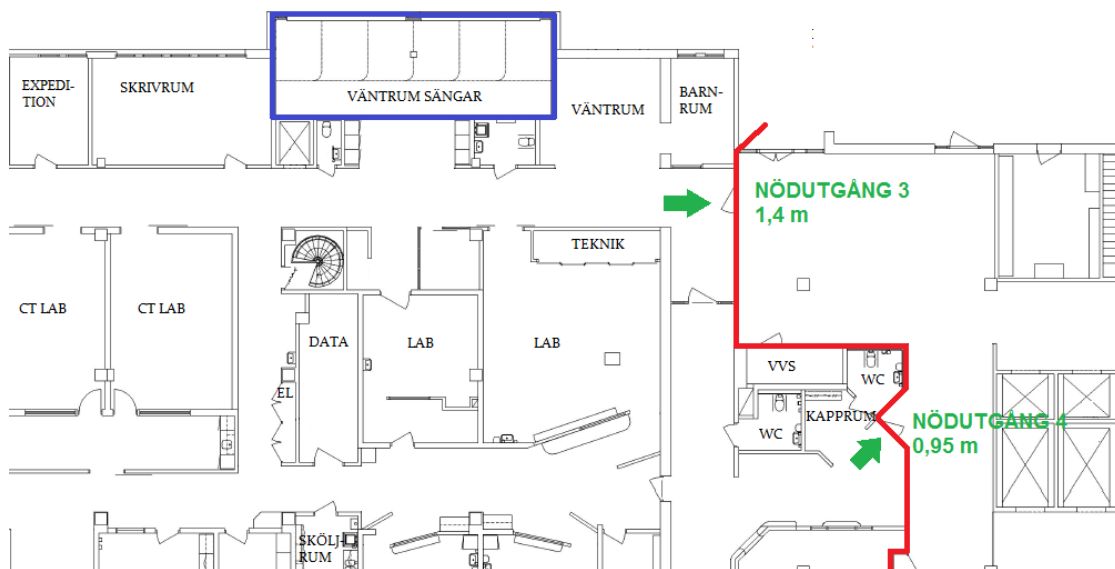 EXPEDI-
TION
SKRIVRUM
VÄNTRUM SÄNGAR
VÄNTRUM
BARN-
RUM
NÖDUTGÅNG 3
1,4 m
TEKNIK
CT LAB
CT LAB
DATA
LAB
LAB
VVS
WC
EL
KAPPRUM
WC
NÖDUTGÅNG 4
0,95 m
SKÖLJ-
RUM